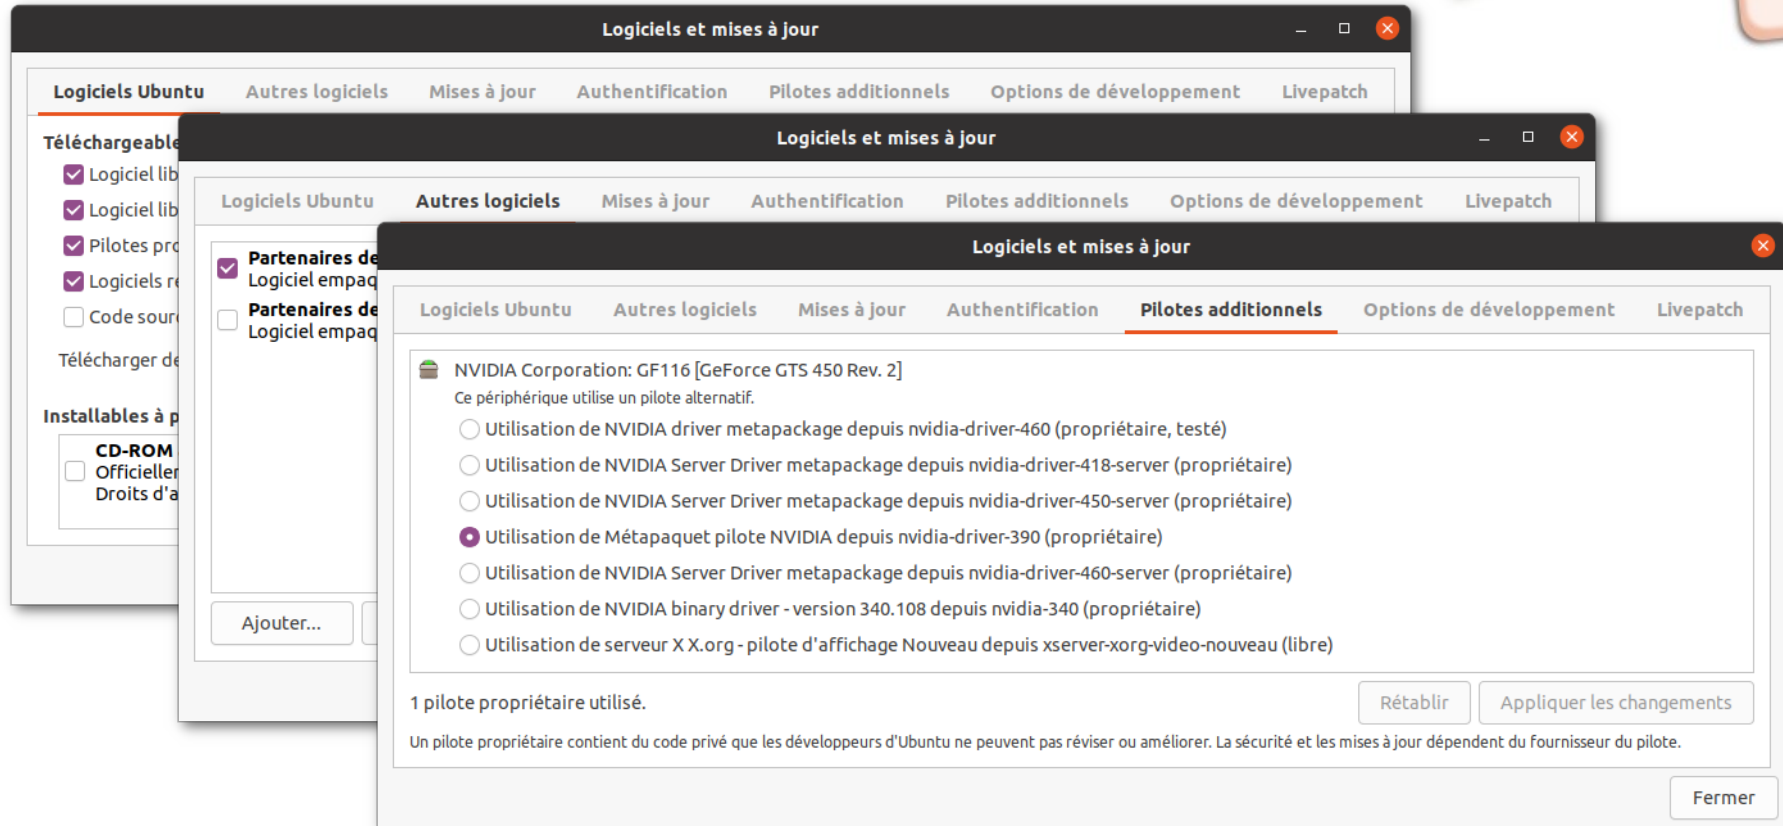 Logiciels et mises à jour
Logiciels Ubuntu Autres logiciels Mises à jour Authentification Pilotes additionnels Options de développement Livepatch
Téléchargeable
Logiciel lib
Logiciel lib
Pilotes pro
Logiciels re
Code sour
Télécharger de
Installables à p
CD-ROM
Officieller
Droits d'a
Logiciels et mises à jour
Logiciels Ubuntu Autres logiciels Mises à jour Authentification Pilotes additionnels Options de développement Livepatch
Partenaires de
Logiciel empaq
Partenaires de
Logiciel empaq
Ajouter...
Logiciels et mises à jour
Logiciels Ubuntu Autres logiciels Mises à jour Authentification Pilotes additionnels Options de développement Livepatch
NVIDIA Corporation: GF116 [GeForce GTS 450 Rev. 2]
Ce périphérique utilise un pilote alternatif.
Utilisation de NVIDIA driver metapackage depuis nvidia-driver-460 (propriétaire, testé)
Utilisation de NVIDIA Server Driver metapackage depuis nvidia-driver-418-server (propriétaire)
Utilisation de NVIDIA Server Driver metapackage depuis nvidia-driver-450-server (propriétaire)
Utilisation de Métapaquet pilote NVIDIA depuis nvidia-driver-390 (propriétaire)
Utilisation de NVIDIA Server Driver metapackage depuis nvidia-driver-460-server (propriétaire)
Utilisation de NVIDIA binary driver - version 340.108 depuis nvidia-340 (propriétaire)
Utilisation de serveur X X.org - pilote d'affichage Nouveau depuis xserver-xorg-video-nouveau (libre)
1 pilote propriétaire utilisé.
Rétablir
Appliquer les changements
Un pilote propriétaire contient du code privé que les développeurs d'Ubuntu ne peuvent pas réviser ou améliorer. La sécurité et les mises à jour dépendent du fournisseur du pilote.
Fermer